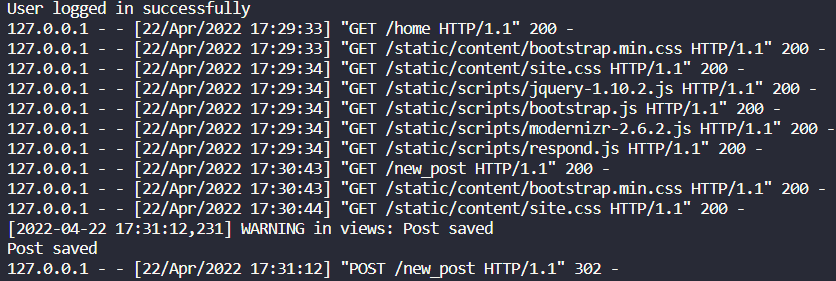 User logged in successfully
127.0.0.1 - - [22/Apr/2022 17:29:33] "GET /home HTTP/1.1" 200 -
127.0.0.1 - - [22/Apr/2022 17:29:33] "GET /static/content/bootstrap.min.css HTTP/1.1" 200 -
127.0.0.1 - - [22/Apr/2022 17:29:34] "GET /static/content/site.css HTTP/1.1" 200 -
127.0.0.1 - - [22/Apr/2022 17:29:34] "GET /static/scripts/jquery-1.10.2.js HTTP/1.1" 200 -
127.0.0.1 - - [22/Apr/2022 17:29:34] "GET /static/scripts/bootstrap.js HTTP/1.1" 200 -
127.0.0.1 - - [22/Apr/2022 17:29:34] "GET /static/scripts/modernizr-2.6.2.js HTTP/1.1" 200 -
127.0.0.1 - - [22/Apr/2022 17:29:34] "GET /static/scripts/respond.js HTTP/1.1" 200 -
127.0.0.1 - - [22/Apr/2022 17:30:43] "GET /new_post HTTP/1.1" 200 -
127.0.0.1 - - [22/Apr/2022 17:30:43] "GET /static/content/bootstrap.min.css HTTP/1.1" 200 -
127.0.0.1 - - [22/Apr/2022 17:30:44] "GET /static/content/site.css HTTP/1.1" 200 -
[2022-04-22 17:31:12,231] WARNING in views: Post saved
Post saved
127.0.0.1 - - [22/Apr/2022 17:31:12] "POST /new_post HTTP/1.1" 302 -